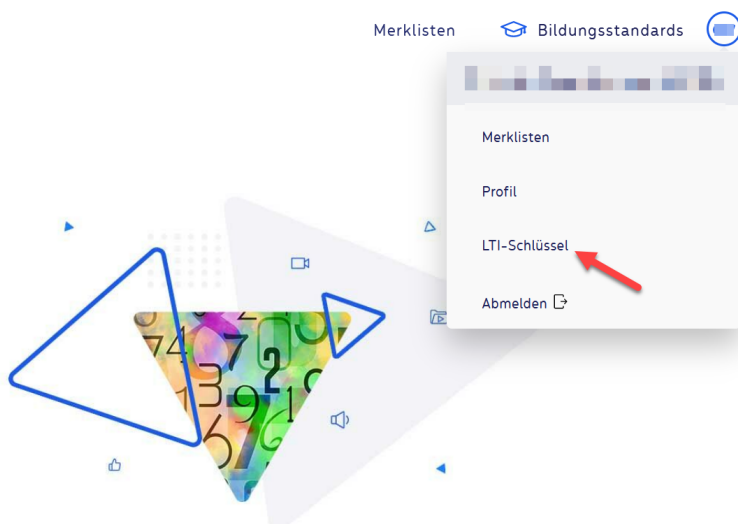 Merklisten
Bildungsstandards
Merklisten
Profil
LTI-Schlüssel
Abmelden